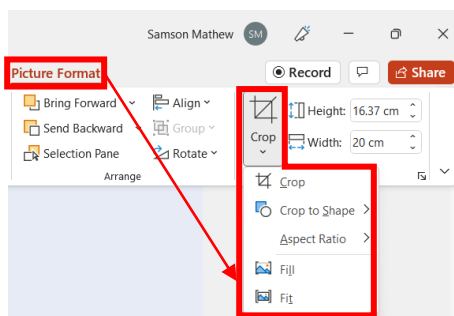 Samson Mathew SM
Picture Format Record Share
Bring Forward Align Height: 16.37 cm
Send Backward Group Crop Width: 20 cm
Selection Pane Rotate
Arrange
Crop
Crop to Shape
Aspect Ratio
Fill
Fit